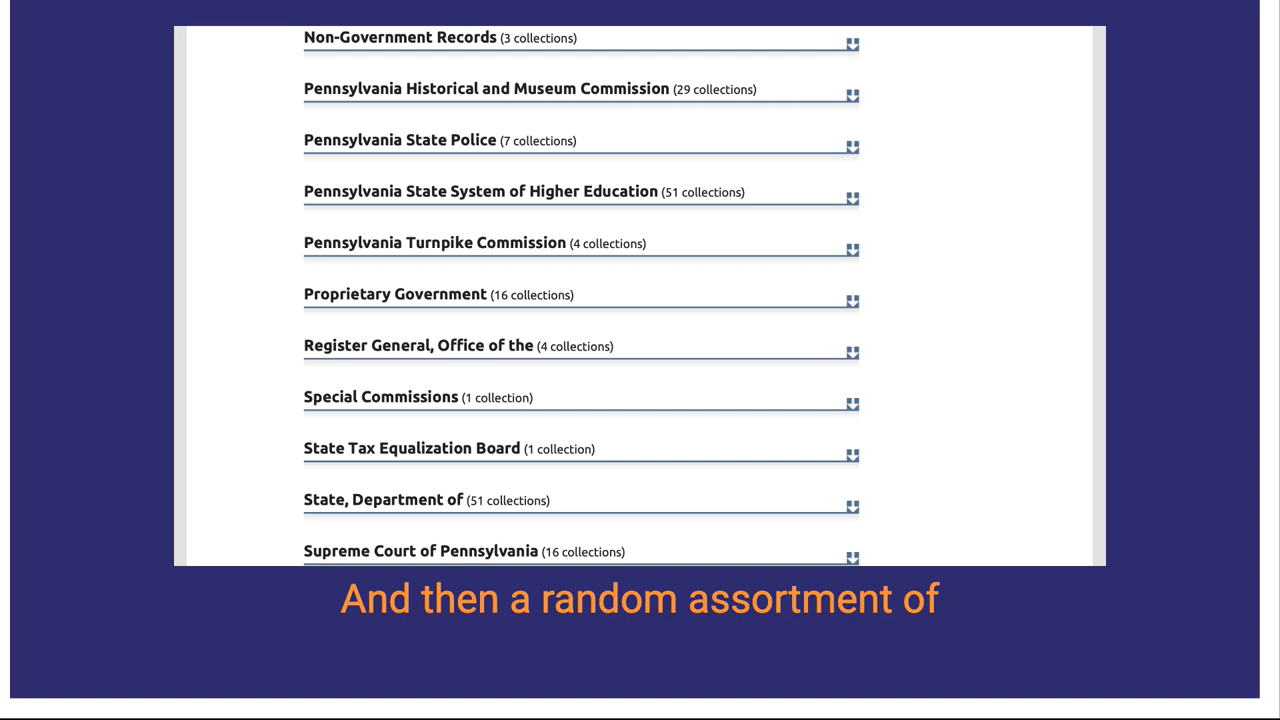 Non-Government Records (3 collections)
Pennsylvania Historical and Museum Commission (29 collections)
Pennsylvania State Police (7 collections)
Pennsylvania State System of Higher Education (51 collections)
Pennsylvania Turnpike Commission (4 collections)
Proprietary Government (16 collections)
Register General, Office of the (4 collections)
Special Commissions (1 collection)
State Tax Equalization Board (1 collection)
State, Department of (51 collections)
Supreme Court of Pennsylvania (16 collections)
And then a random assortment of